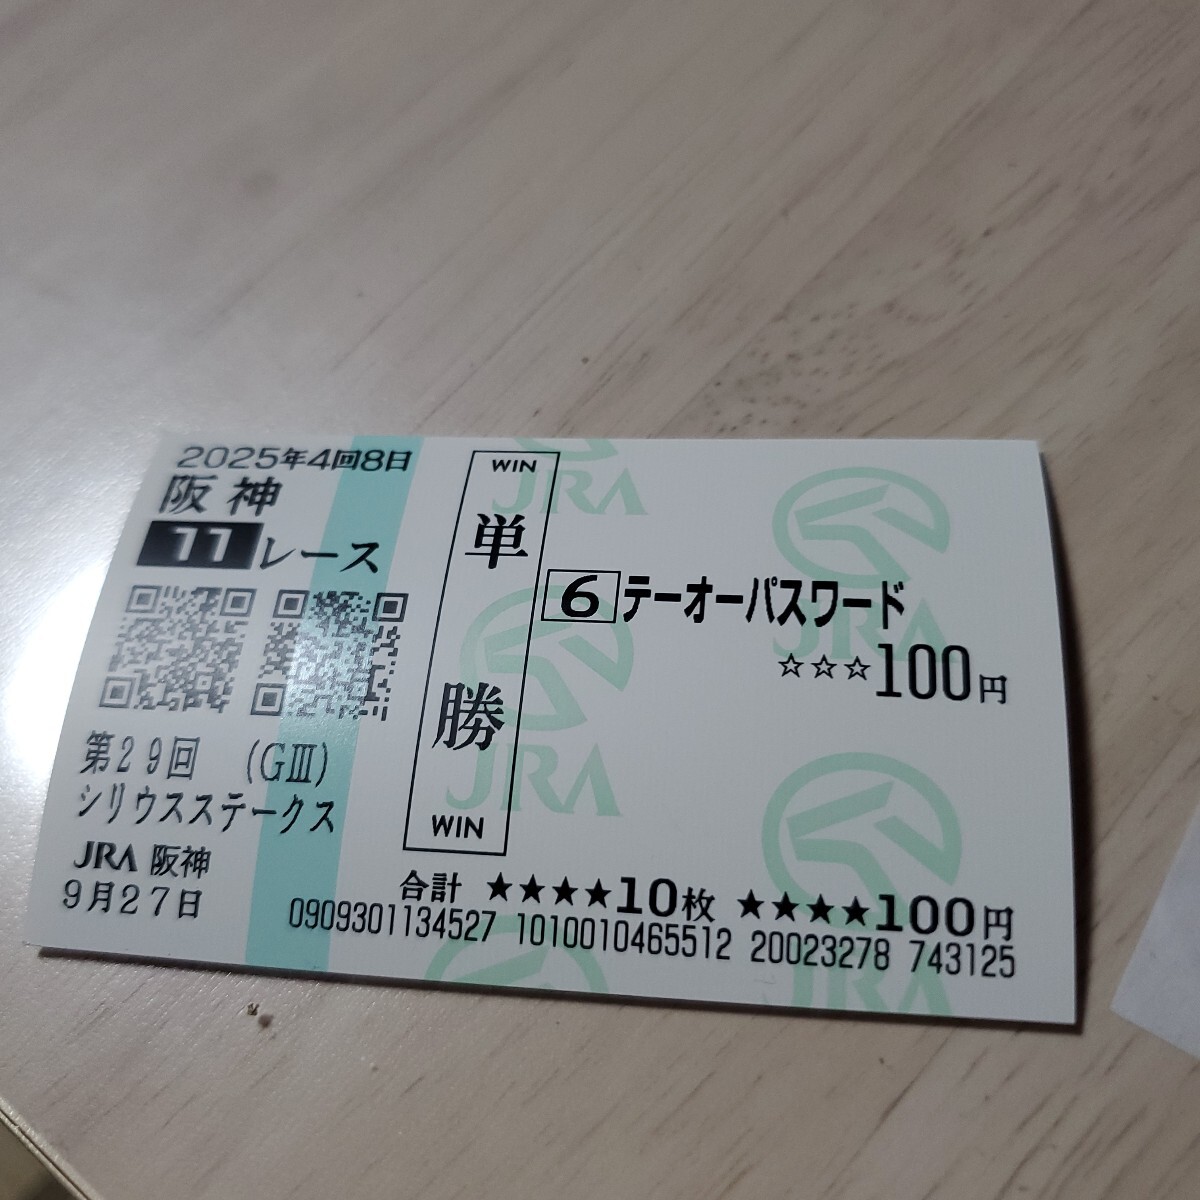 2025年4回8日
阪神
11レース
第29回 (GIII)
シリウスステークス
JRA 阪神
9月27日
WIN
単
勝
WIN
6 テーオーパスワード
☆☆☆100円
合計 ★★★★10枚 ★★★★100円
0909301134527 1010010465512 20023278 743125
JRA
JRA
JRA
JRA